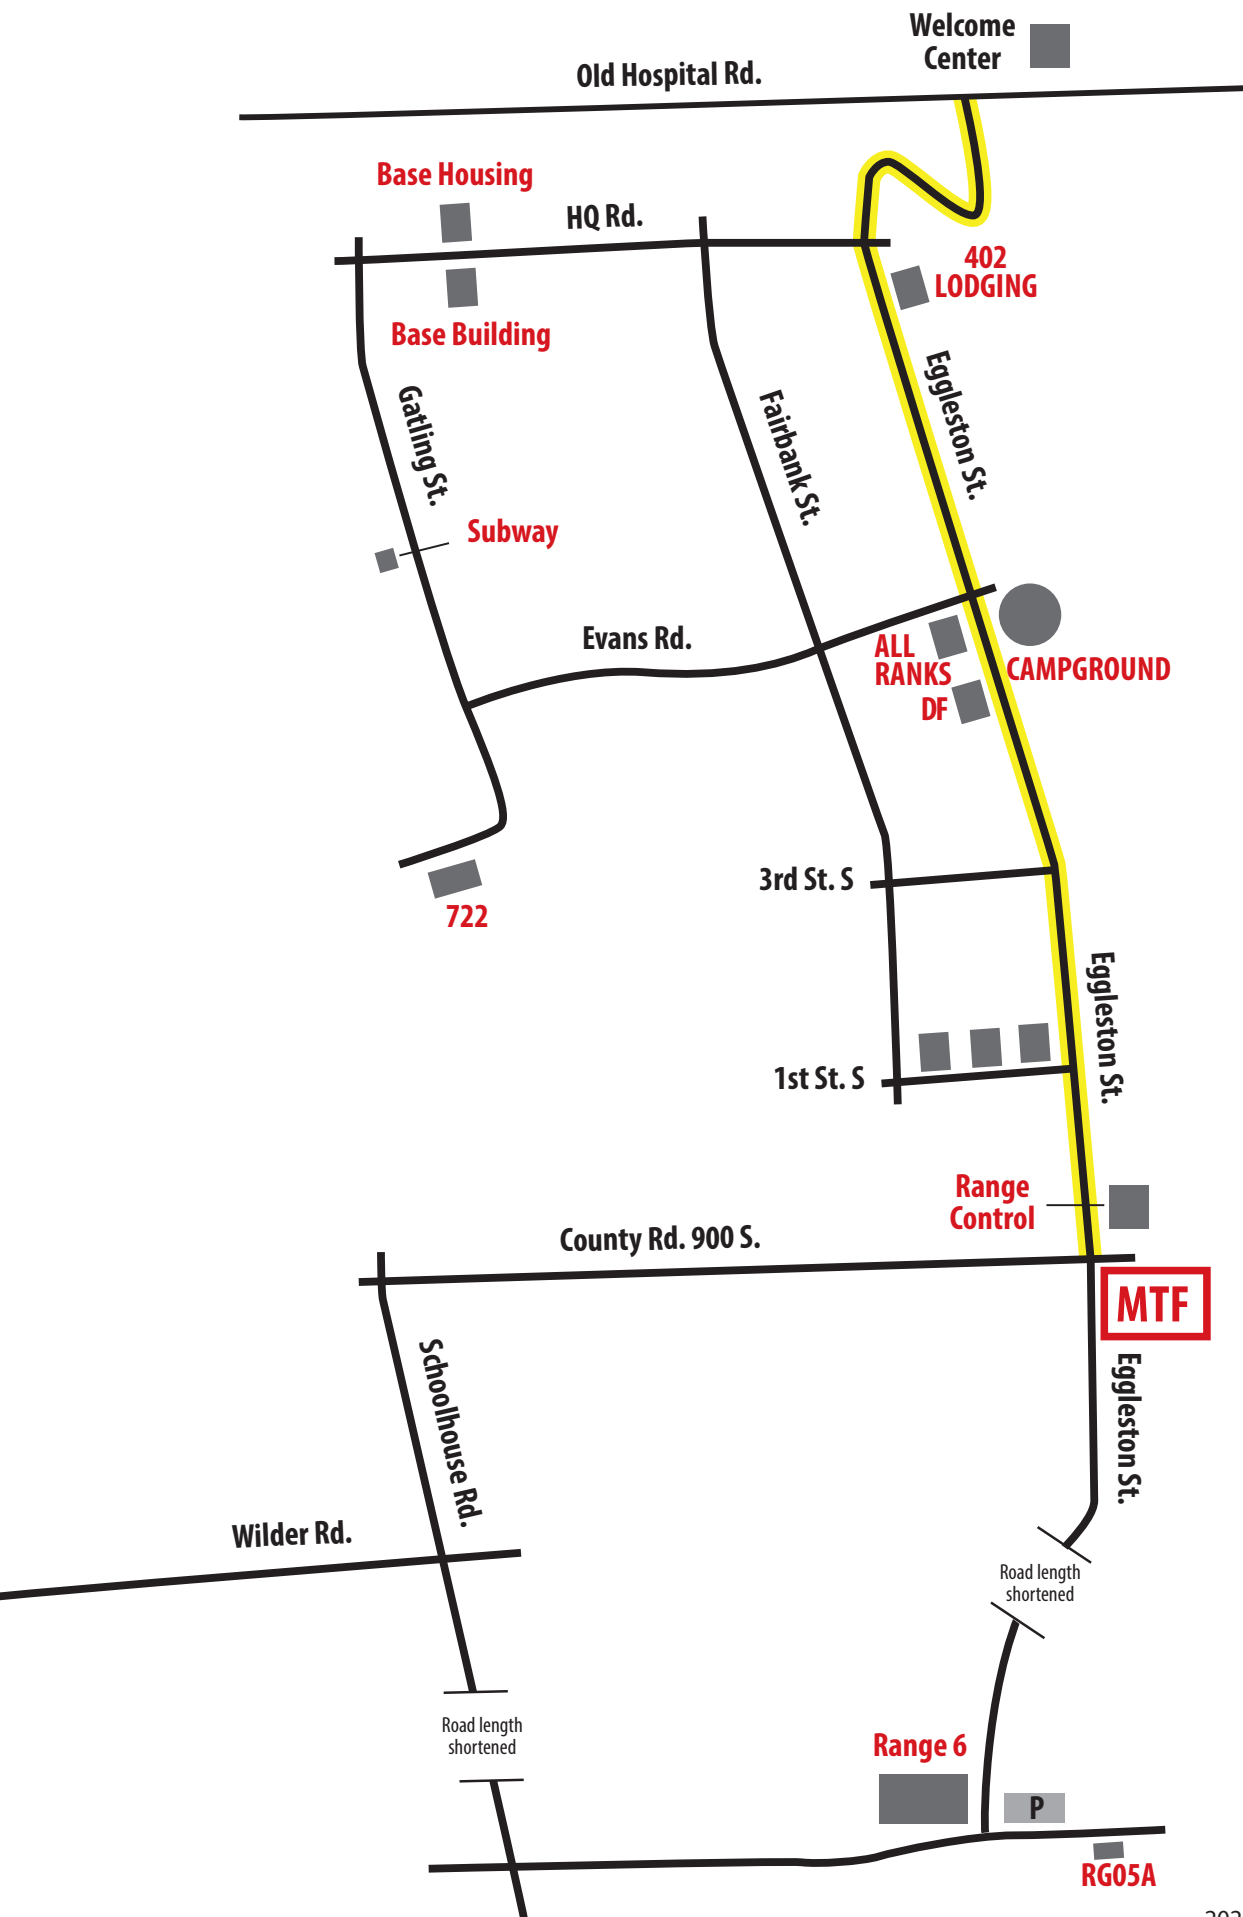 Welcome
Center
Old Hospital Rd.
Base Housing
HQ Rd.
402
LODGING
Base Building
Eggleston St.
Gatling St.
Fairbank St.
Subway
Evans Rd.
ALL
RANKS
CAMPGROUND
DF
3rd St. S
722
Eggleston St.
1st St. S
Range
Control
County Rd. 900 S.
MTF
Schoolhouse Rd.
Eggleston St.
Wilder Rd.
Road length
shortened
Road length
shortened
Range 6
P
RG05A